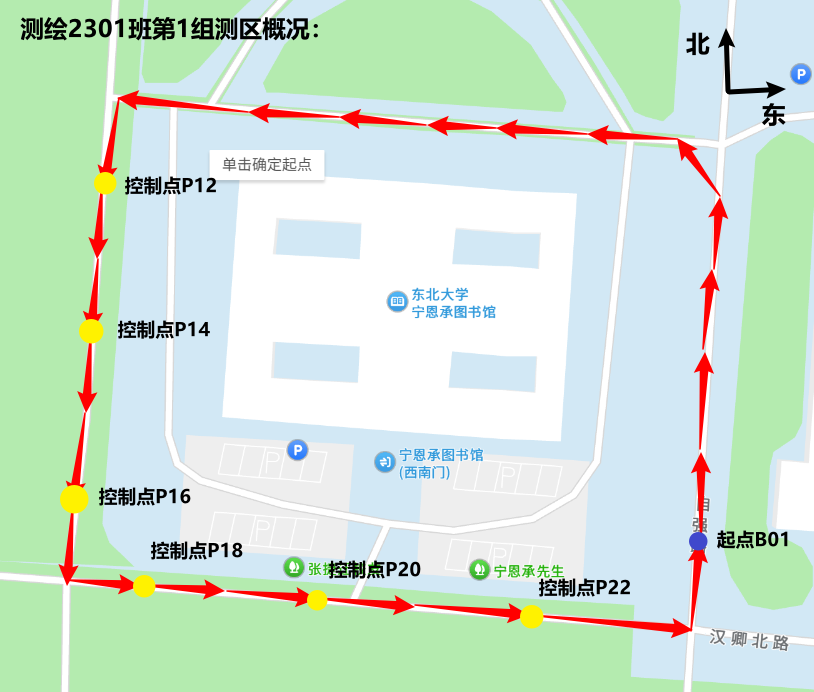 测绘2301班第1组测区概况：
北
P
东
单击确定起点
控制点P12
东北大学
宁恩承图书馆
控制点P14
P
宁恩承图书馆
(西南门)
P
P
控制点P16
自
强
起点B01
P
P
控制点P18
张
控制点P20
宁恩承先生
控制点P22
汉卿北路